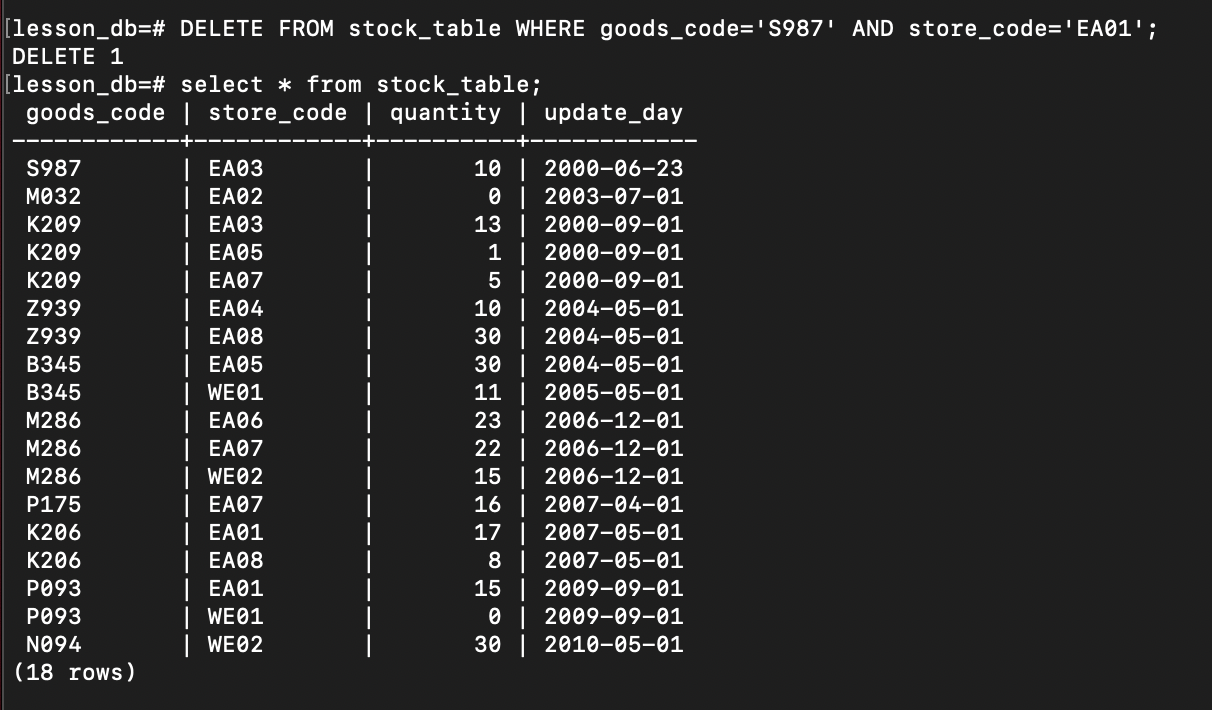 [lesson_db=# DELETE FROM stock_table WHERE goods_code='S987' AND store_code='EA01';
DELETE 1
[lesson_db=# select * from stock_table;
 goods_code | store_code | quantity | update_day
------------+------------+----------+------------
 S987       | EA03       |       10 | 2000-06-23
 M032       | EA02       |        0 | 2003-07-01
 K209       | EA03       |       13 | 2000-09-01
 K209       | EA05       |        1 | 2000-09-01
 K209       | EA07       |        5 | 2000-09-01
 Z939       | EA04       |       10 | 2004-05-01
 Z939       | EA08       |       30 | 2004-05-01
 B345       | EA05       |       30 | 2004-05-01
 B345       | WE01       |       11 | 2005-05-01
 M286       | EA06       |       23 | 2006-12-01
 M286       | EA07       |       22 | 2006-12-01
 M286       | WE02       |       15 | 2006-12-01
 P175       | EA07       |       16 | 2007-04-01
 K206       | EA01       |       17 | 2007-05-01
 K206       | EA08       |        8 | 2007-05-01
 P093       | EA01       |       15 | 2009-09-01
 P093       | WE01       |        0 | 2009-09-01
 N094       | WE02       |       30 | 2010-05-01
(18 rows)